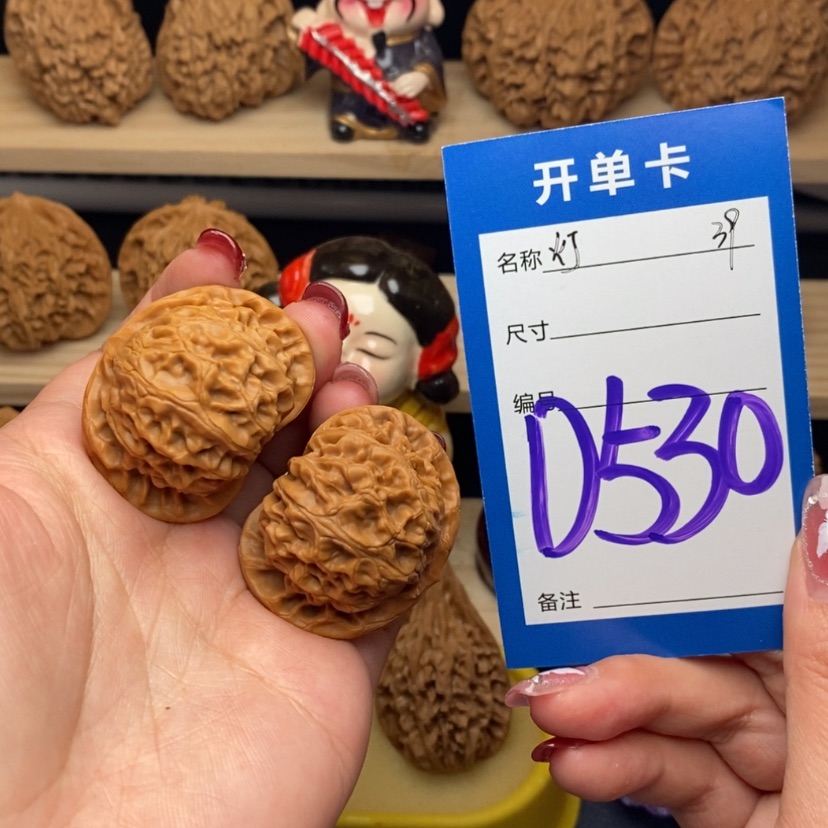 开单卡
名称 灯 39
尺寸
编号 D530
备注